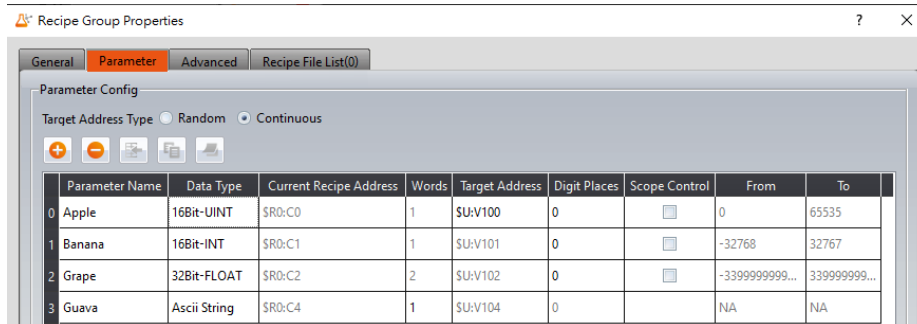 Recipe Group Properties ? ×
General Parameter Advanced Recipe File List(0)
Parameter Config
Target Address Type Random Continuous
Parameter Name Data Type Current Recipe Address Words Target Address Digit Places Scope Control From To
0 Apple 16Bit-UINT $R0:C0 1 $U:V100 0 0 65535
1 Banana 16Bit-INT $R0:C1 1 $U:V101 0 -32768 32767
2 Grape 32Bit-FLOAT $R0:C2 2 $U:V102 0 -3399999999... 339999999...
3 Guava Ascii String $R0:C4 1 $U:V104 0 NA NA